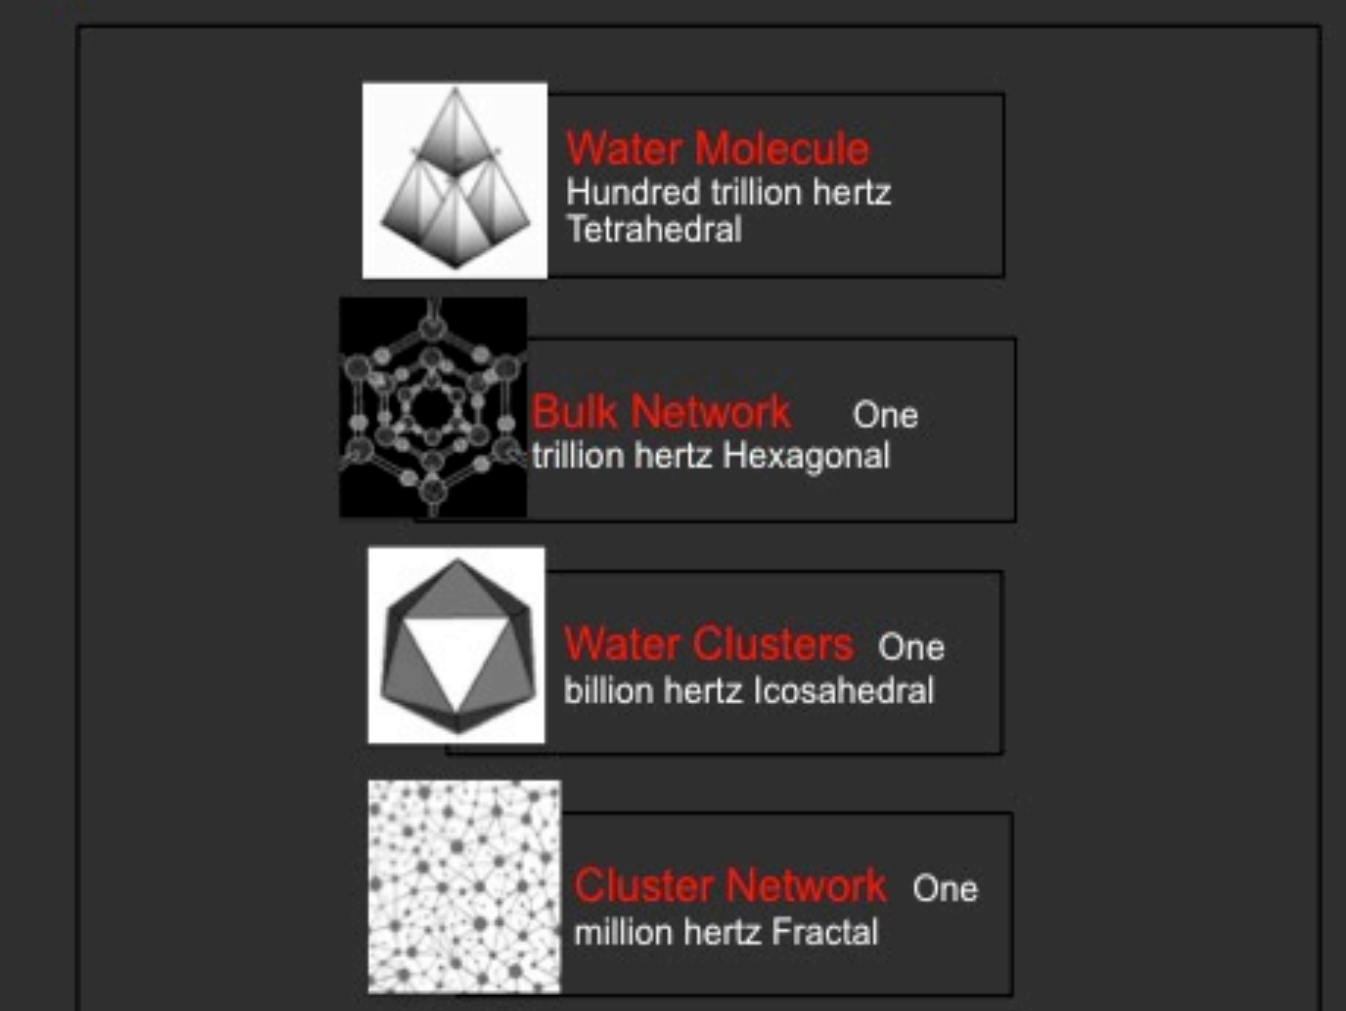 Water Molecule
Hundred trillion hertz
Tetrahedral
Bulk Network One
trillion hertz Hexagonal
Water Clusters One
billion hertz Icosahedral
Cluster Network One
million hertz Fractal